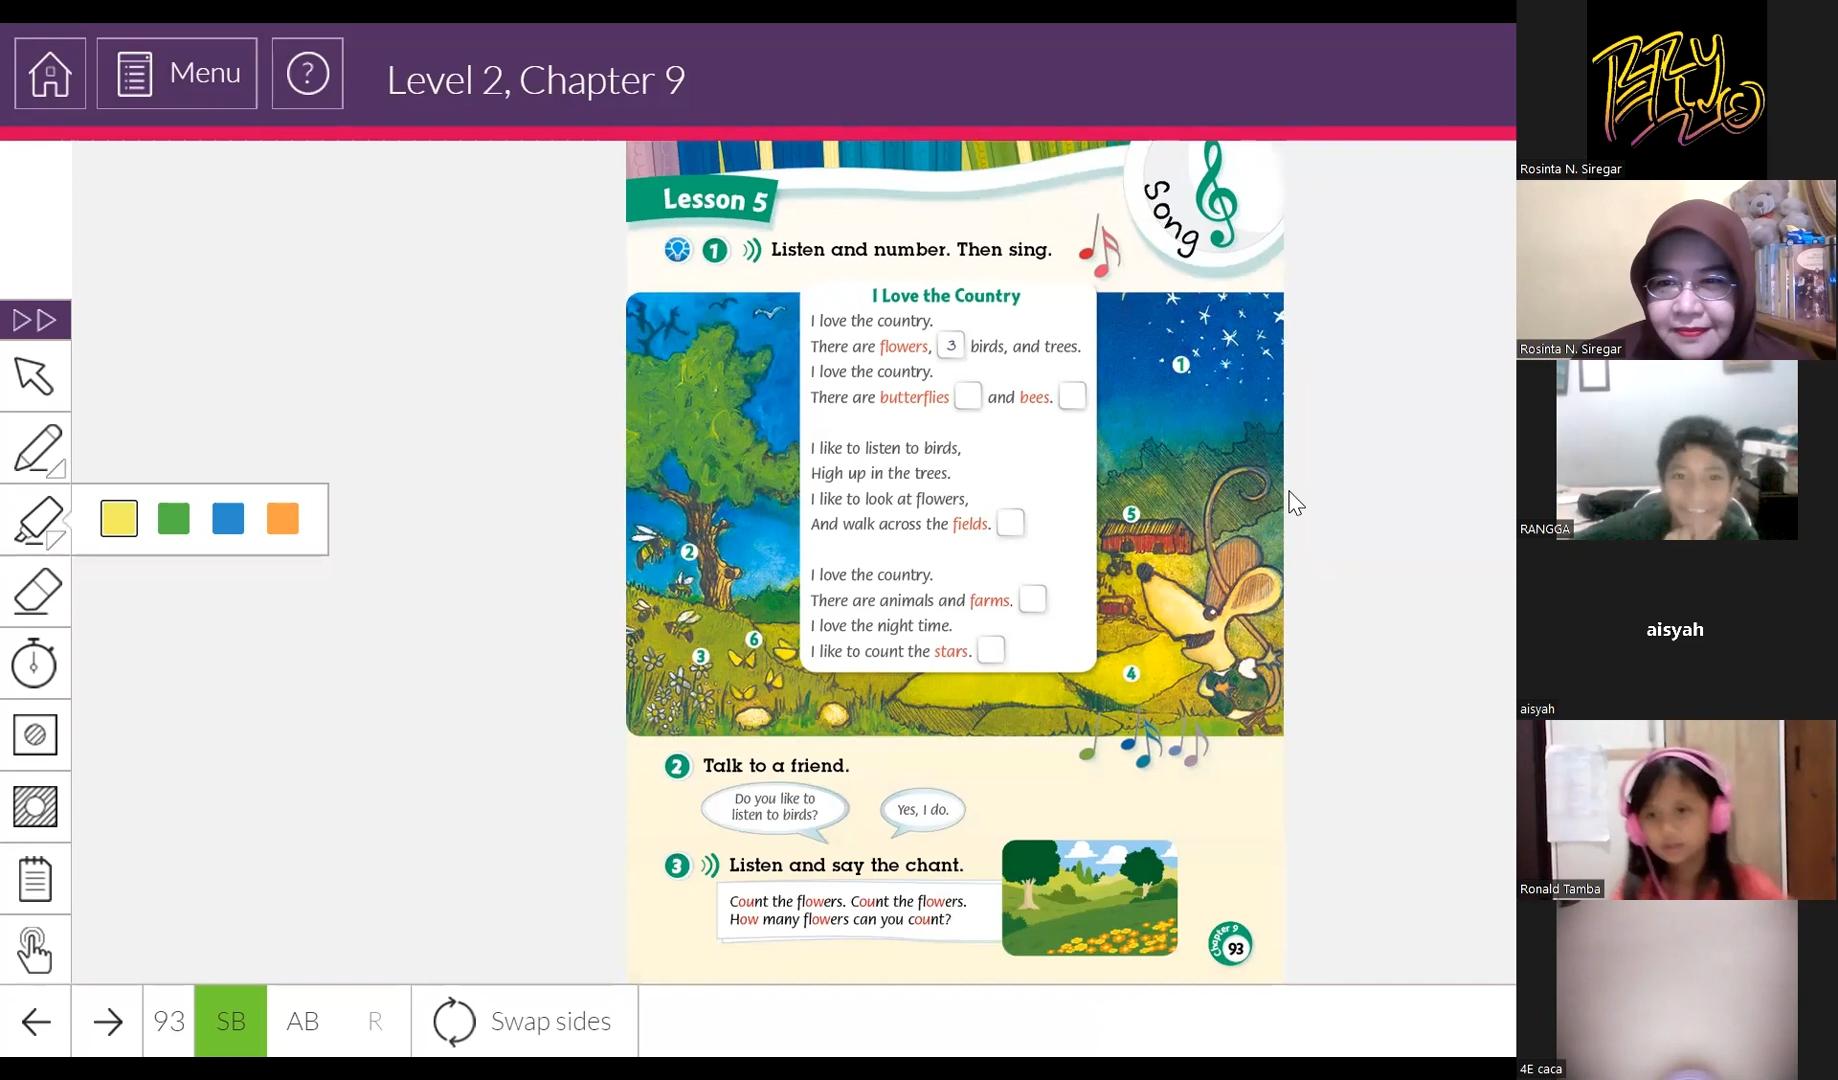 Menu
?
Level 2, Chapter 9
Lesson 5
Song
1 Listen and number. Then sing.
I Love the Country
I love the country.
There are flowers, 3 birds, and trees.
I love the country.
There are butterflies and bees.
I like to listen to birds,
High up in the trees.
I like to look at flowers,
And walk across the fields.
I love the country.
There are animals and farms.
I love the night time.
I like to count the stars.
1
5
2
6
3
4
2 Talk to a friend.
Do you like to
listen to birds?
Yes, I do.
3 Listen and say the chant.
Count the flowers. Count the flowers.
How many flowers can you count?
Chapter 9
93
93
SB
AB
R
Swap sides
Rosinta N. Siregar
Rosinta N. Siregar
RANGGA
aisyah
aisyah
Ronald Tamba
4E caca